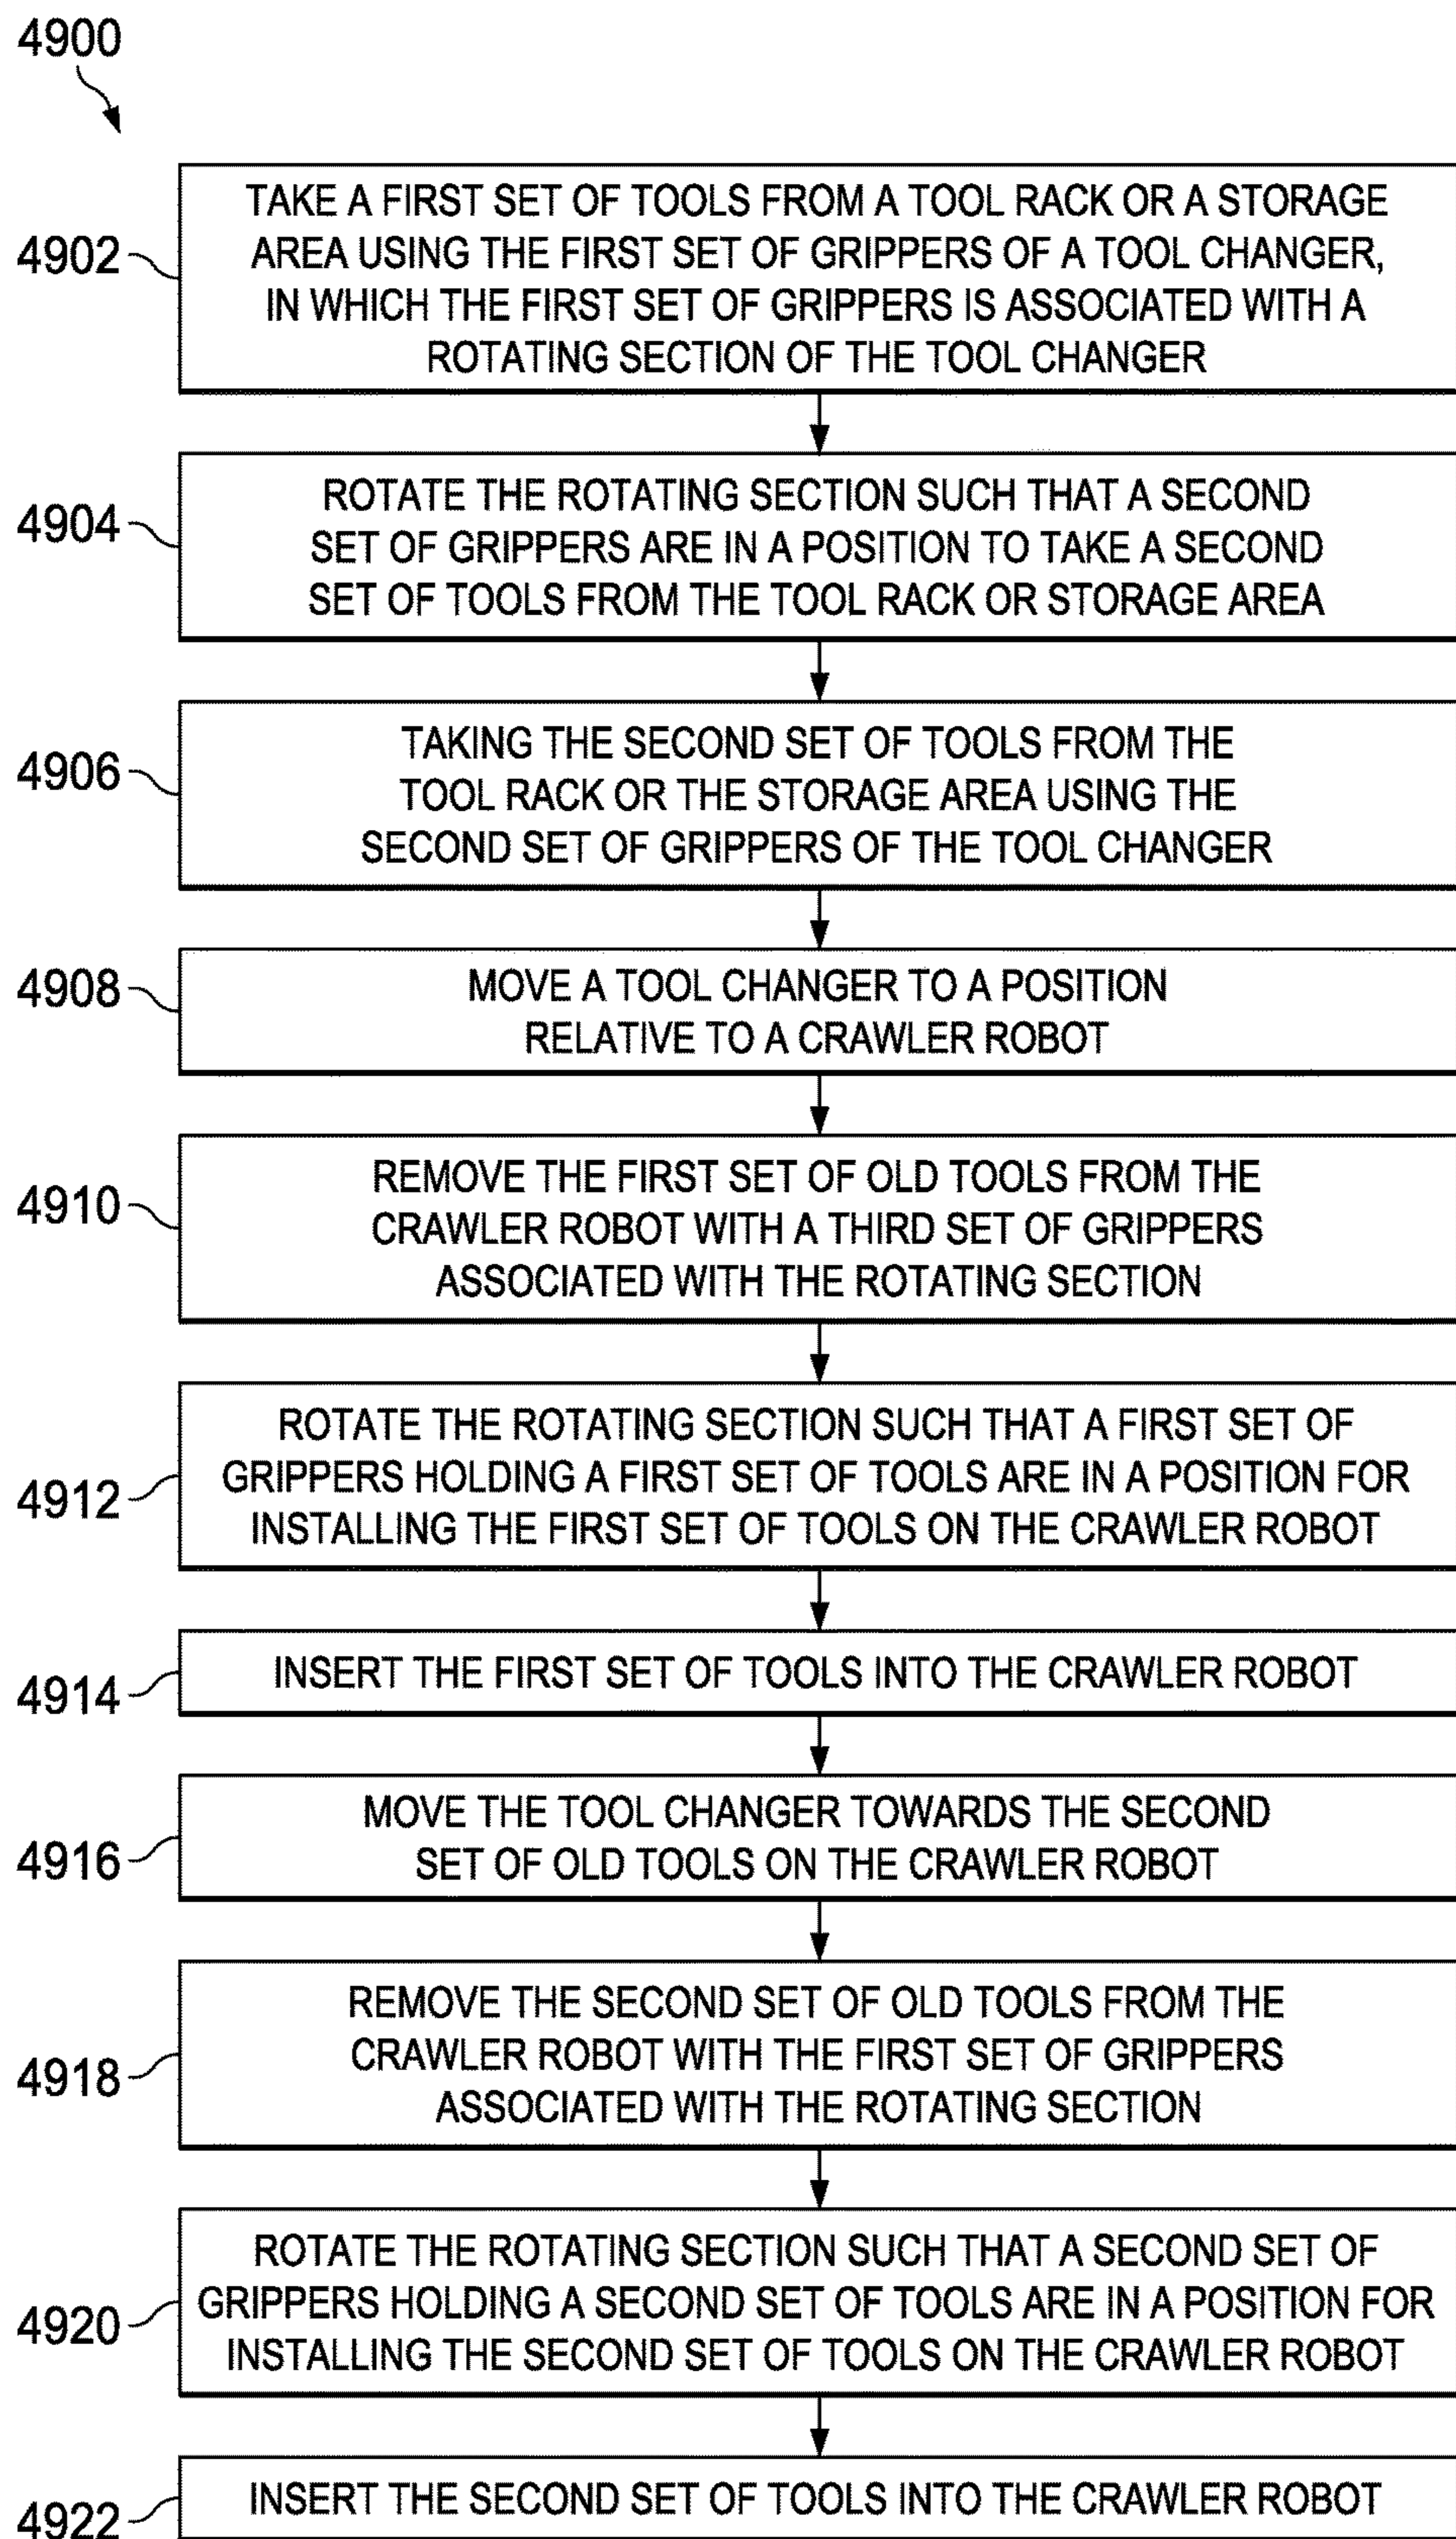 4900
4902
TAKE A FIRST SET OF TOOLS FROM A TOOL RACK OR A STORAGE
AREA USING THE FIRST SET OF GRIPPERS OF A TOOL CHANGER,
IN WHICH THE FIRST SET OF GRIPPERS IS ASSOCIATED WITH A
ROTATING SECTION OF THE TOOL CHANGER
4904
ROTATE THE ROTATING SECTION SUCH THAT A SECOND
SET OF GRIPPERS ARE IN A POSITION TO TAKE A SECOND
SET OF TOOLS FROM THE TOOL RACK OR STORAGE AREA
4906
TAKING THE SECOND SET OF TOOLS FROM THE
TOOL RACK OR THE STORAGE AREA USING THE
SECOND SET OF GRIPPERS OF THE TOOL CHANGER
4908
MOVE A TOOL CHANGER TO A POSITION
RELATIVE TO A CRAWLER ROBOT
4910
REMOVE THE FIRST SET OF OLD TOOLS FROM THE
CRAWLER ROBOT WITH A THIRD SET OF GRIPPERS
ASSOCIATED WITH THE ROTATING SECTION
4912
ROTATE THE ROTATING SECTION SUCH THAT A FIRST SET OF
GRIPPERS HOLDING A FIRST SET OF TOOLS ARE IN A POSITION FOR
INSTALLING THE FIRST SET OF TOOLS ON THE CRAWLER ROBOT
4914
INSERT THE FIRST SET OF TOOLS INTO THE CRAWLER ROBOT
4916
MOVE THE TOOL CHANGER TOWARDS THE SECOND
SET OF OLD TOOLS ON THE CRAWLER ROBOT
4918
REMOVE THE SECOND SET OF OLD TOOLS FROM THE
CRAWLER ROBOT WITH THE FIRST SET OF GRIPPERS
ASSOCIATED WITH THE ROTATING SECTION
4920
ROTATE THE ROTATING SECTION SUCH THAT A SECOND SET OF
GRIPPERS HOLDING A SECOND SET OF TOOLS ARE IN A POSITION FOR
INSTALLING THE SECOND SET OF TOOLS ON THE CRAWLER ROBOT
4922
INSERT THE SECOND SET OF TOOLS INTO THE CRAWLER ROBOT